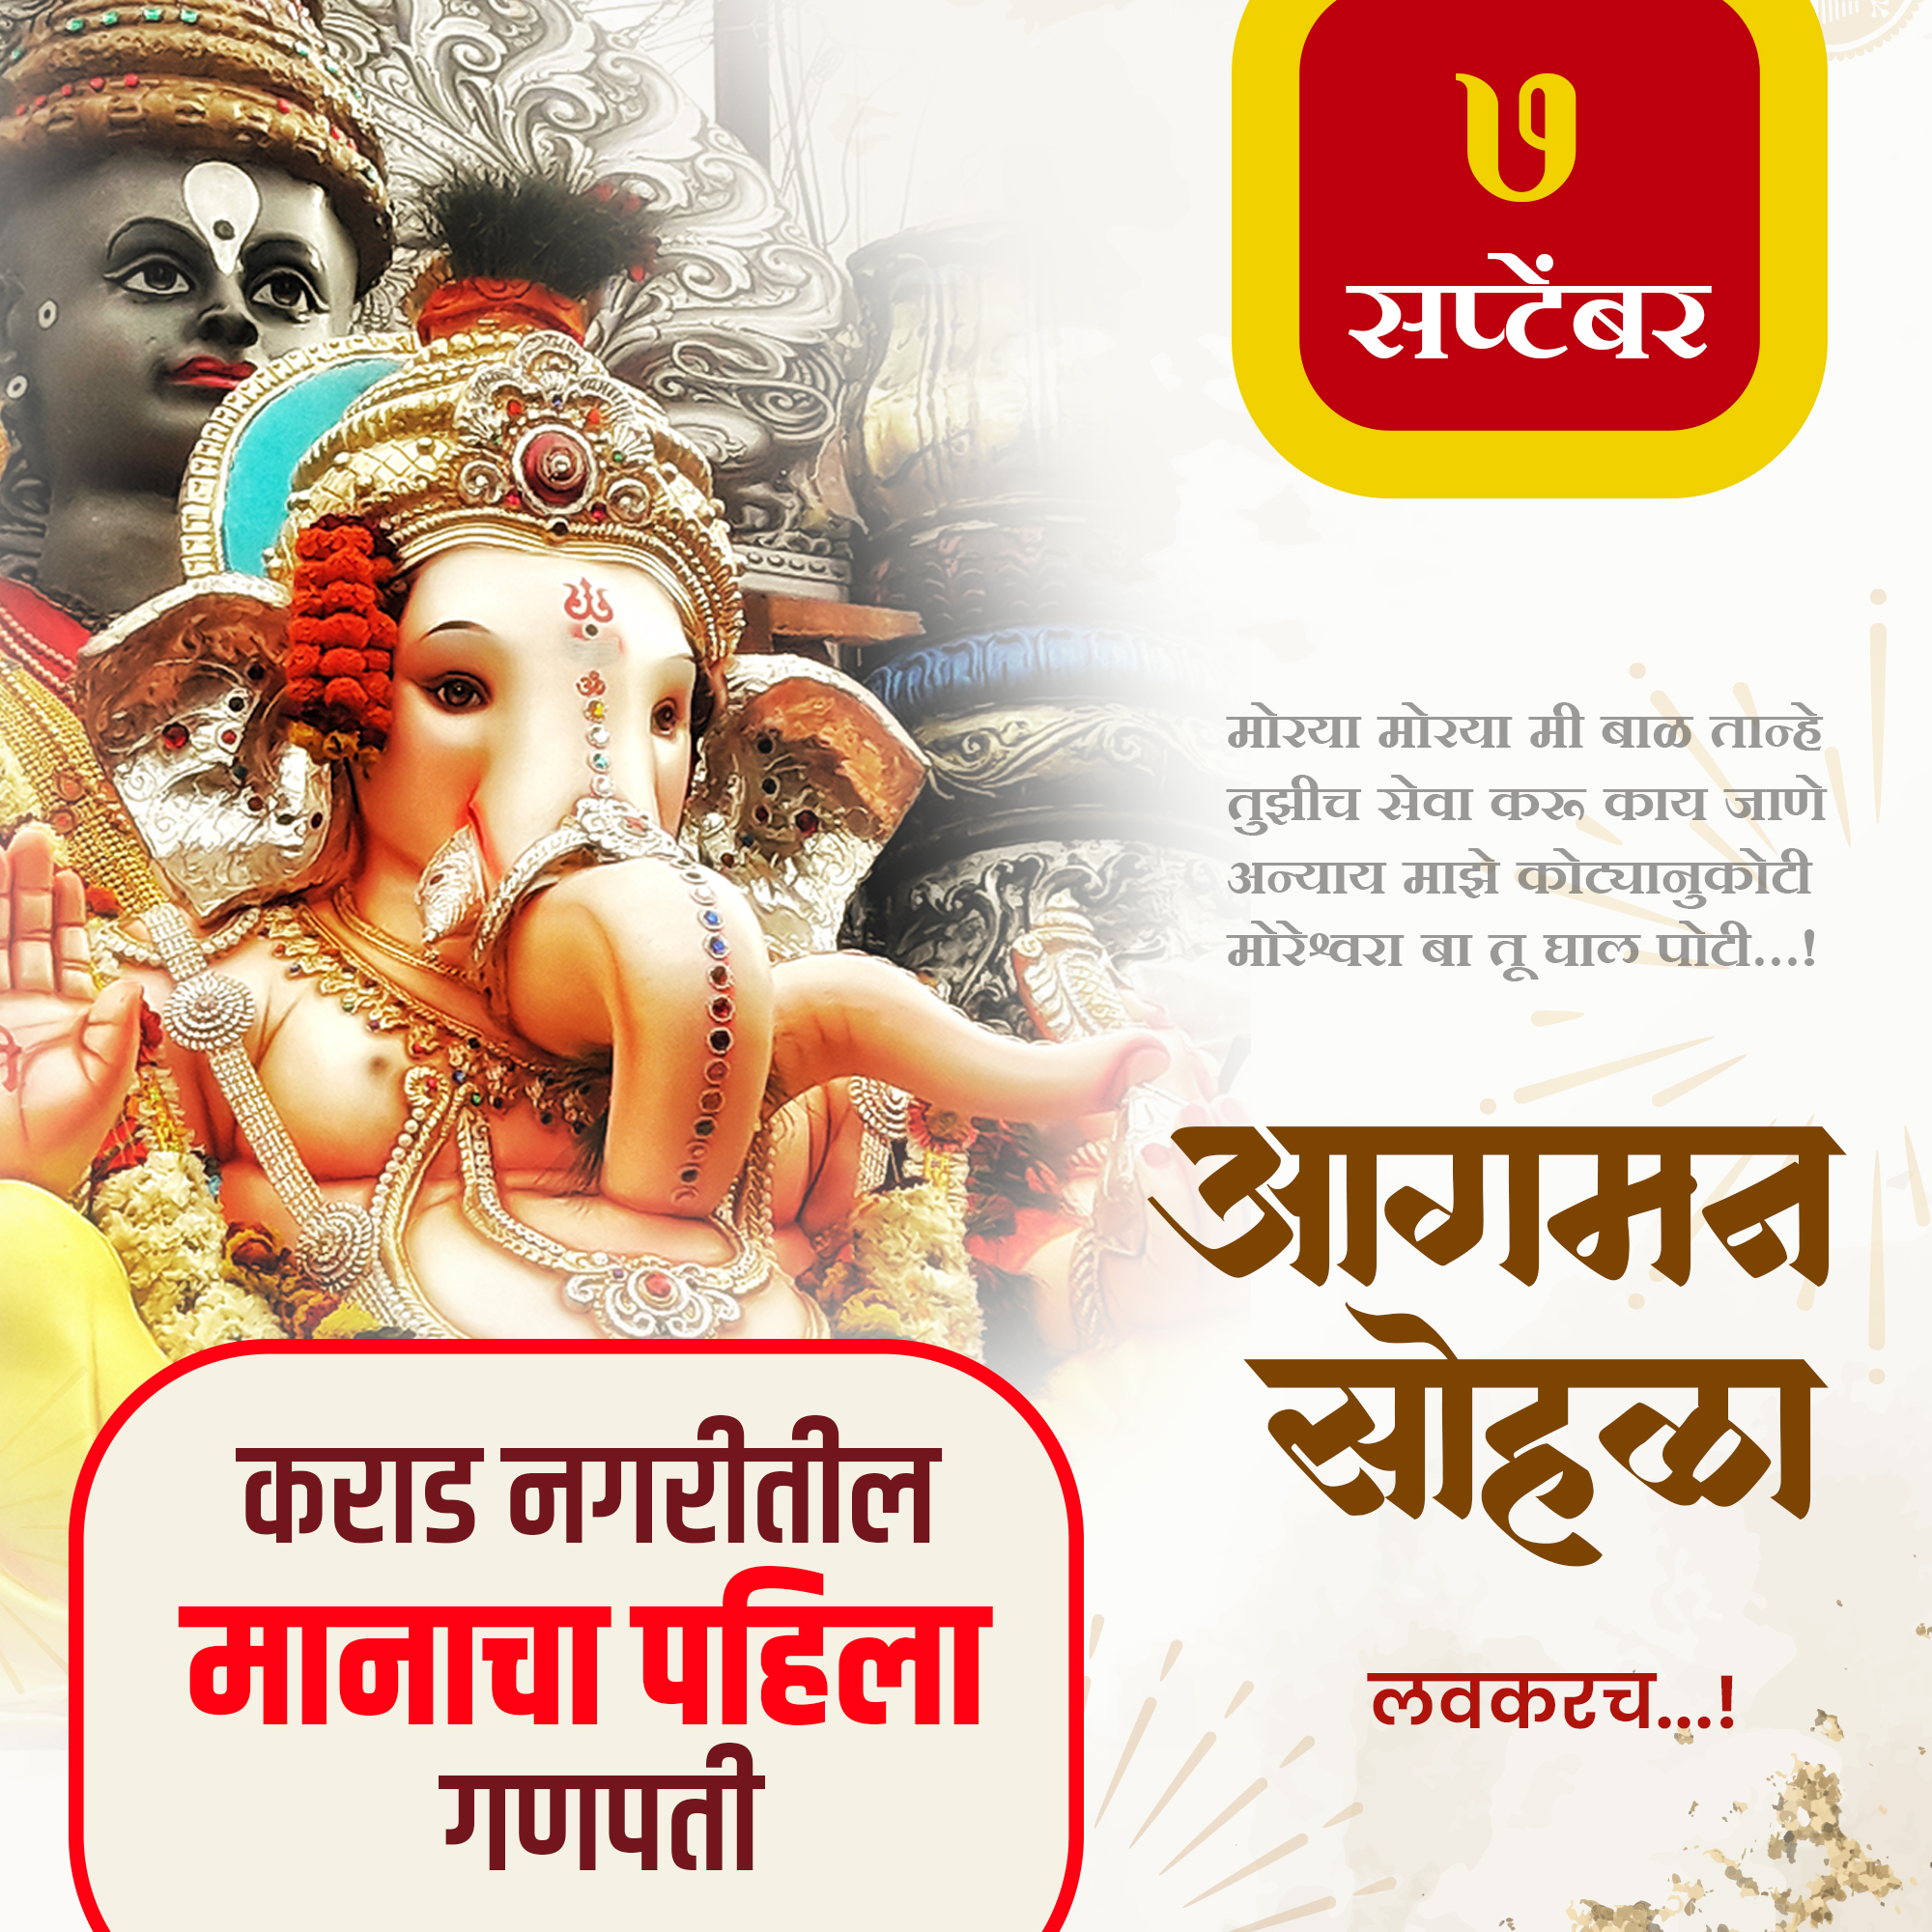 ७
सप्टेंबर
मोरया मोरया मी बाळ तान्हे
तुझीच सेवा करू काय जाणे
अन्याय माझे कोट्यानुकोटी
मोरेश्वरा बा तू घाल पोटी...!
आगमन
सोहळा
लवकरच...!
कराड नगरीतील
मानाचा पहिला
गणपती